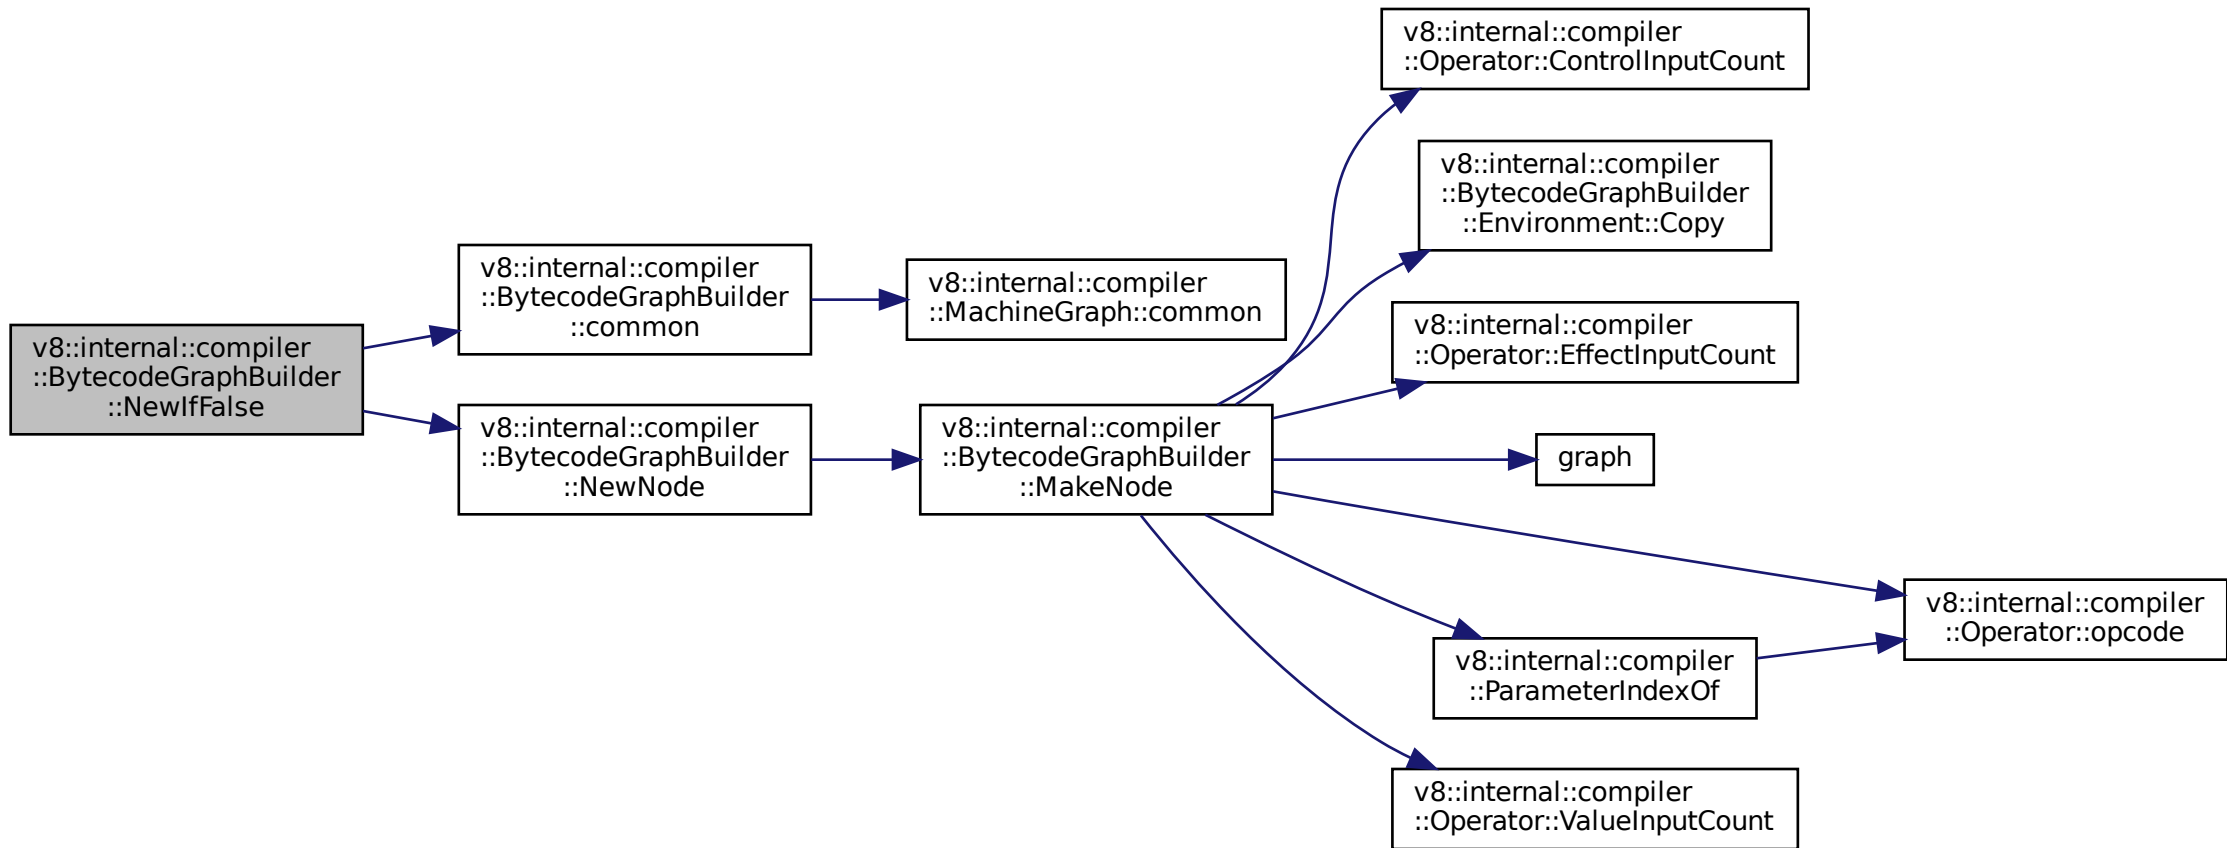 v8::internal::compiler
::BytecodeGraphBuilder
::NewIfFalse
v8::internal::compiler
::BytecodeGraphBuilder
::common
v8::internal::compiler
::MachineGraph::common
v8::internal::compiler
::BytecodeGraphBuilder
::NewNode
v8::internal::compiler
::BytecodeGraphBuilder
::MakeNode
v8::internal::compiler
::Operator::ControlInputCount
v8::internal::compiler
::BytecodeGraphBuilder
::Environment::Copy
v8::internal::compiler
::Operator::EffectInputCount
graph
v8::internal::compiler
::Operator::opcode
v8::internal::compiler
::ParameterIndexOf
v8::internal::compiler
::Operator::ValueInputCount